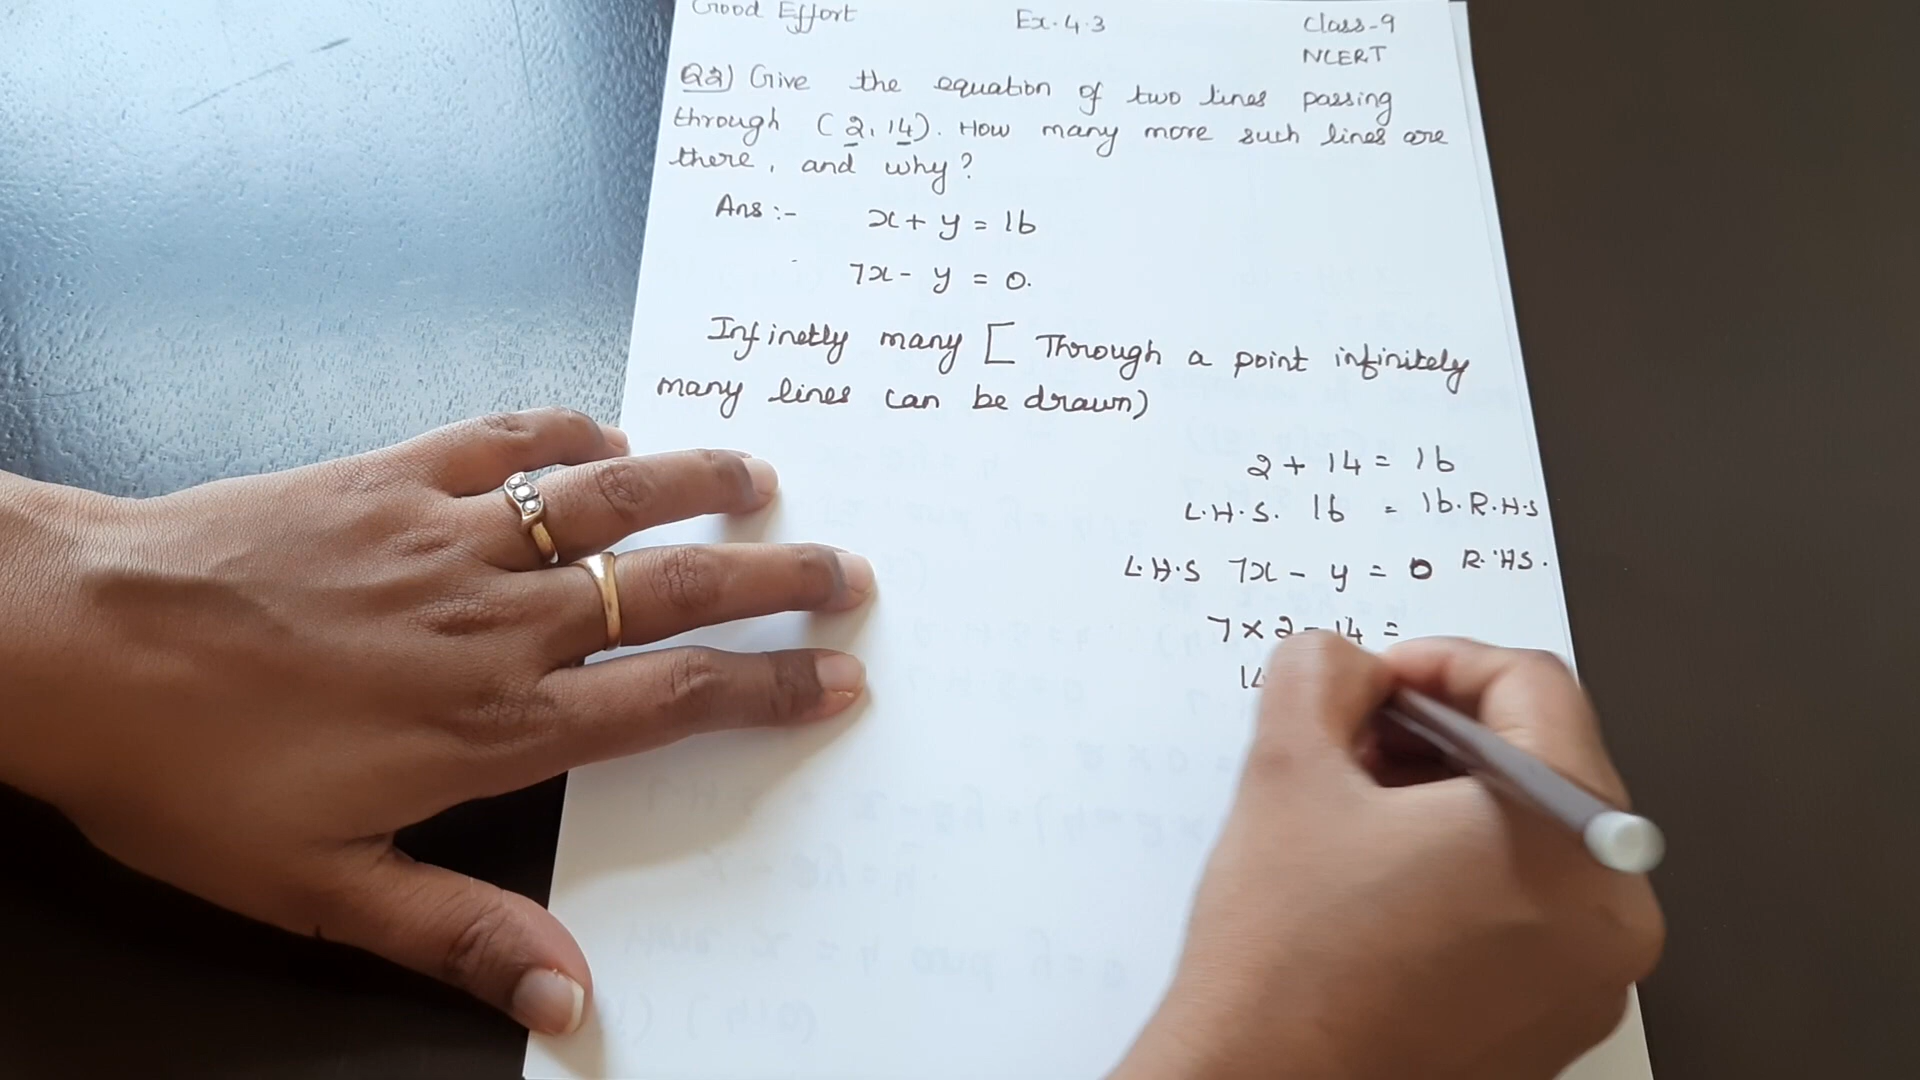 Good Effort Ex.4.3 Class-9
NCERT
Q2) Give the equation of two lines passing
through (2, 14). How many more such lines are
there, and why?
Ans :- x + y = 16
7x - y = 0.
Infinetly many [ Through a point infinitely
many lines can be drawn)
2 + 14 = 16
L.H.S. 16 = 16. R.H.S
L.H.S 7x - y = 0 R.HS.
7 × 2 - 14 =
14